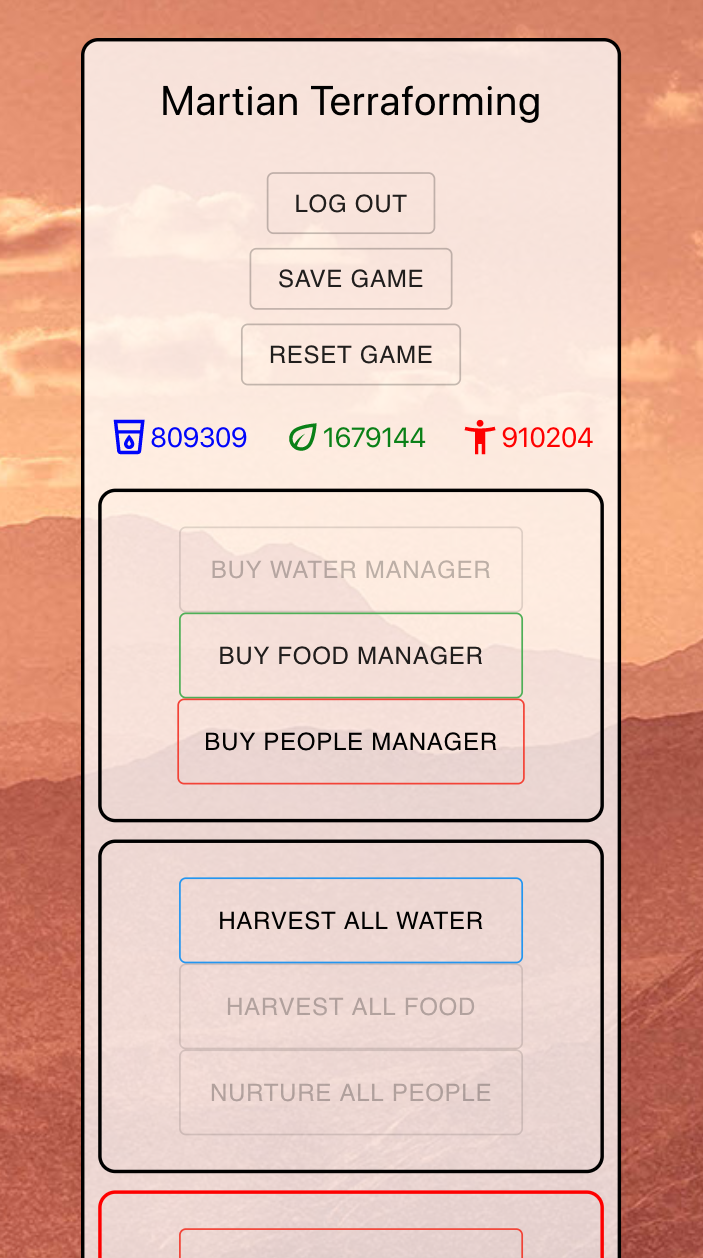 Martian Terraforming
LOG OUT
SAVE GAME
RESET GAME
809309 1679144 910204
BUY WATER MANAGER
BUY FOOD MANAGER
BUY PEOPLE MANAGER
HARVEST ALL WATER
HARVEST ALL FOOD
NURTURE ALL PEOPLE